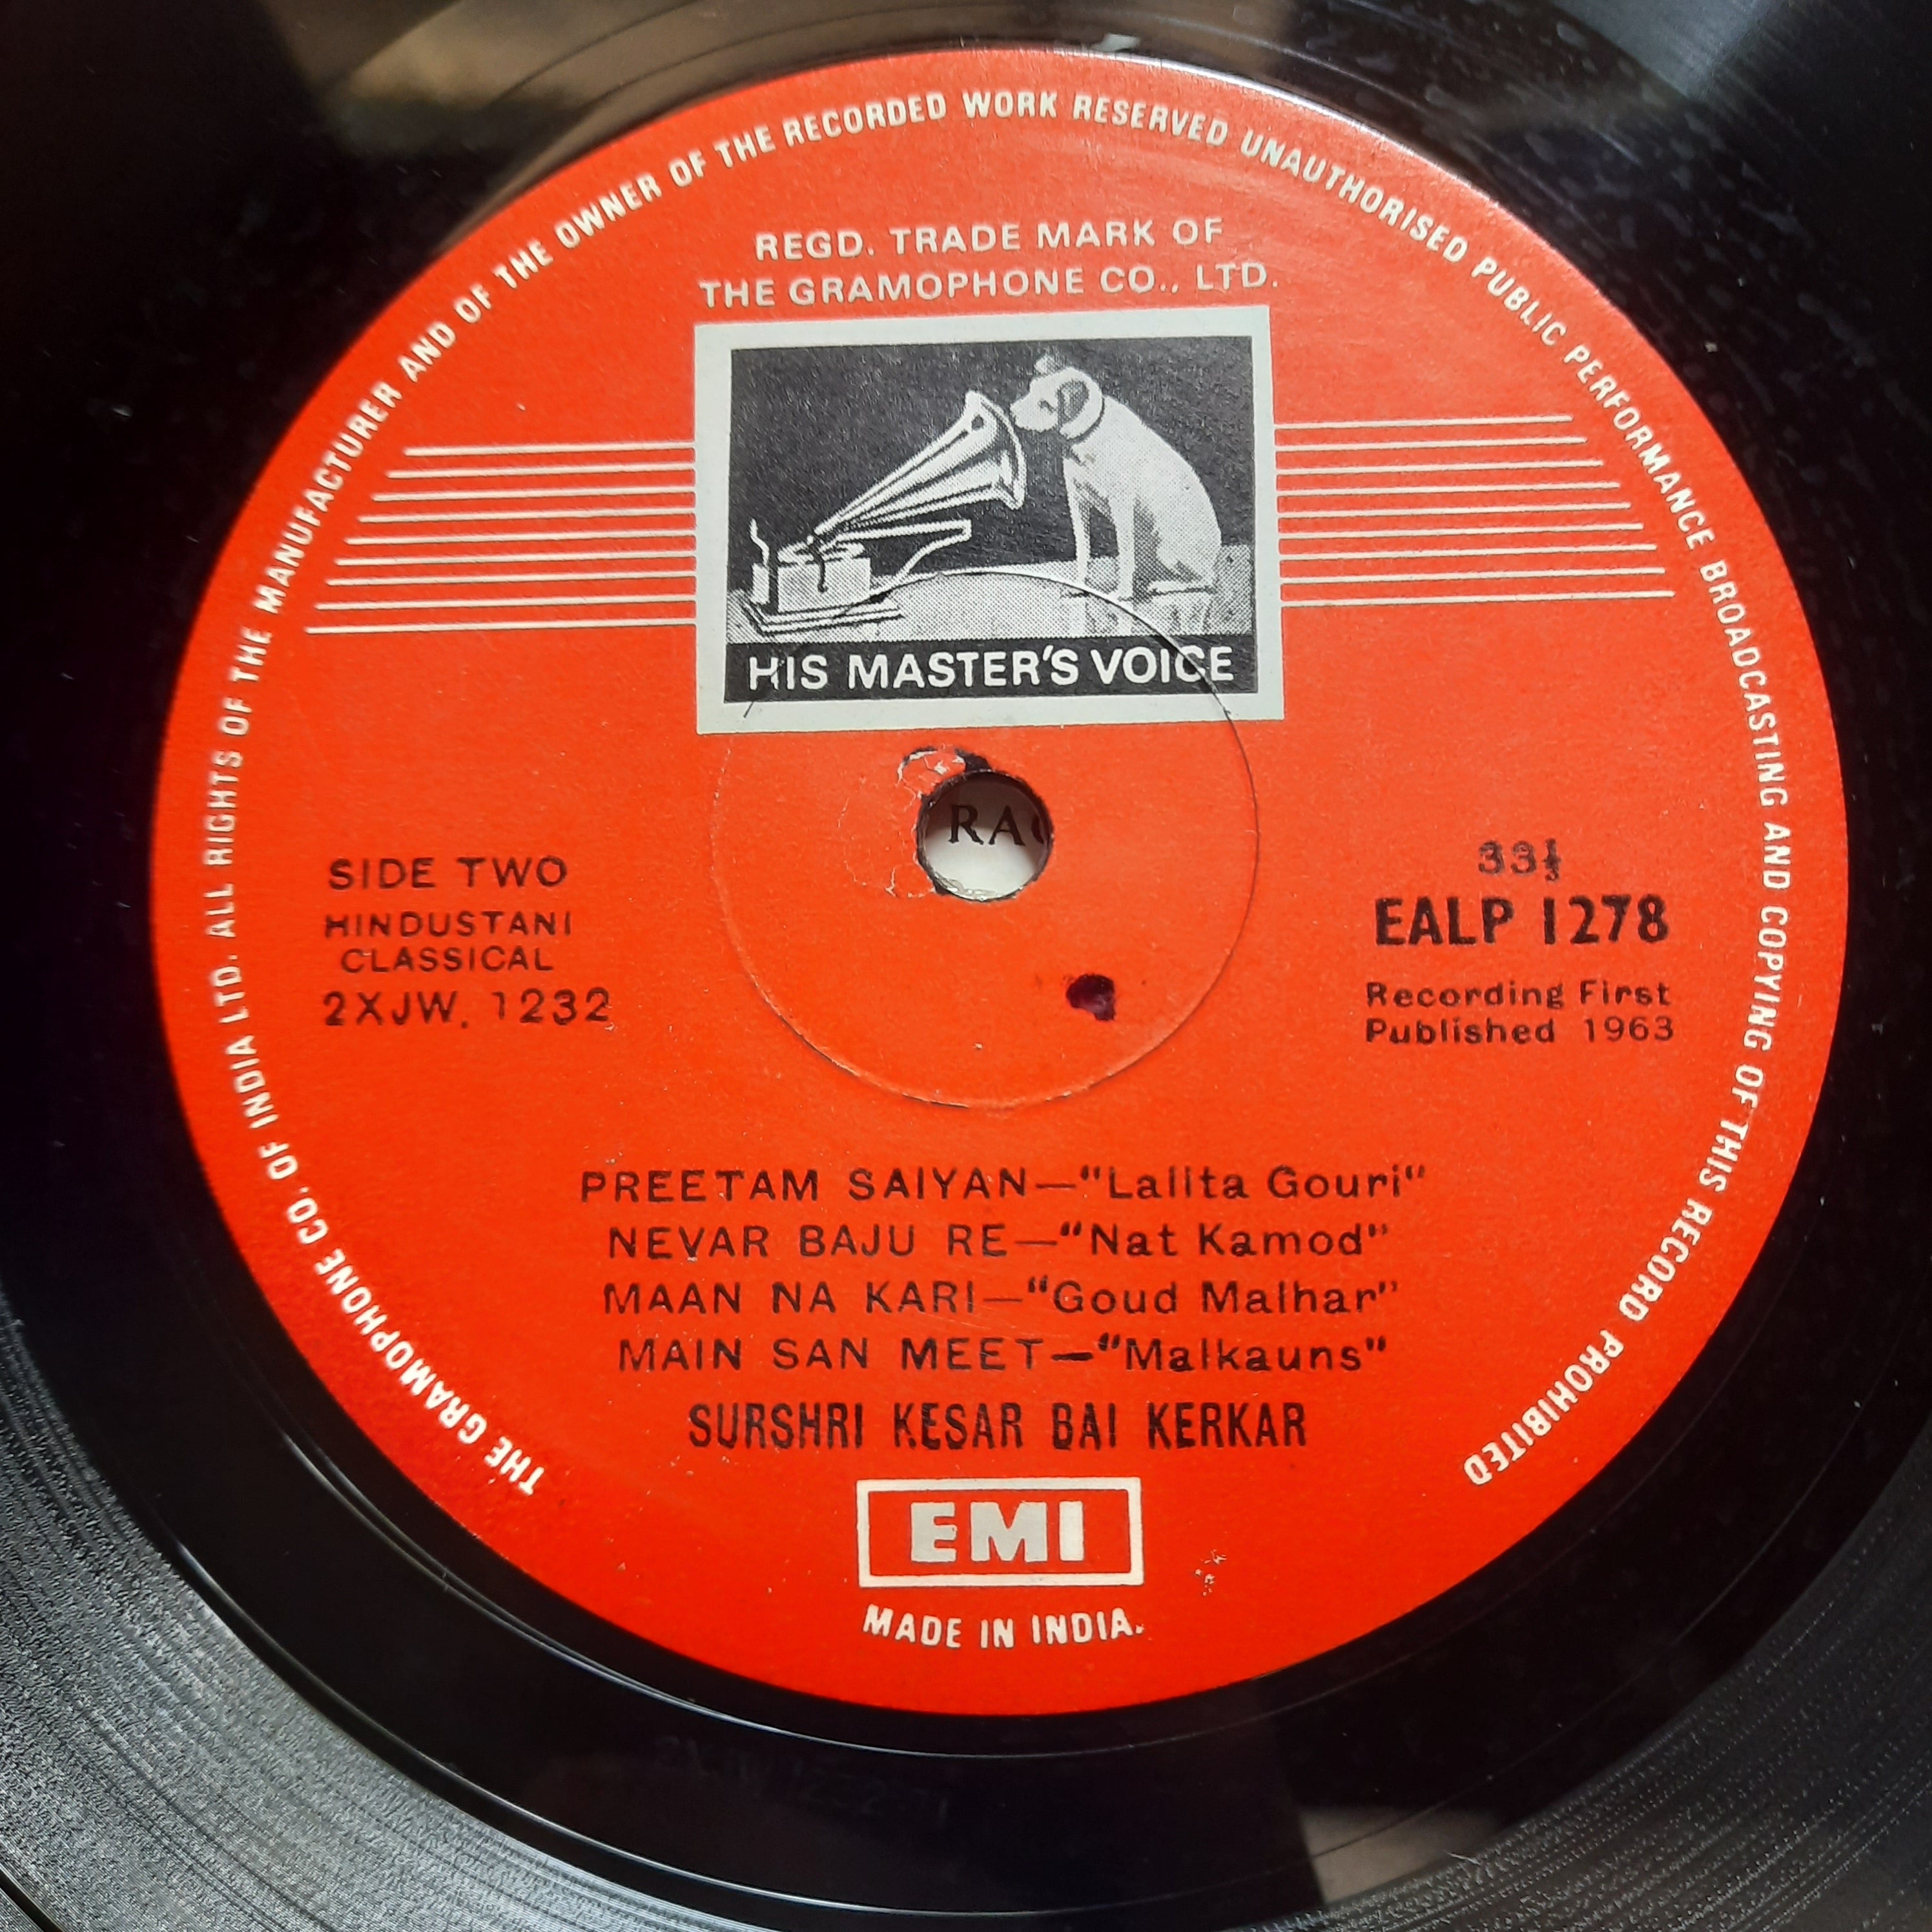 THE GRAMOPHONE CO. OF INDIA LTD. ALL RIGHTS OF THE MANUFACTURER AND OF THE OWNER OF THE RECORDED WORK RESERVED UNAUTHORISED PUBLIC PERFORMANCE BROADCASTING AND COPYING OF THIS RECORD PROHIBITED
REGD. TRADE MARK OF
THE GRAMOPHONE CO., LTD.
HIS MASTER'S VOICE
RA
SIDE TWO
HINDUSTANI
CLASSICAL
2XJW. 1232
33⅓
EALP 1278
Recording First
Published 1963
PREETAM SAIYAN—"Lalita Gouri"
NEVAR BAJU RE—"Nat Kamod"
MAAN NA KARI—"Goud Malhar"
MAIN SAN MEET—"Malkauns"
SURSHRI KESAR BAI KERKAR
EMI
MADE IN INDIA.